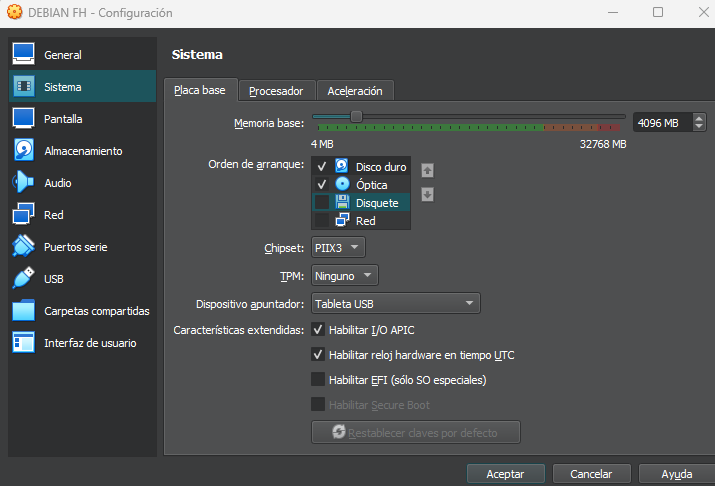 DEBIAN FH - Configuración
General
Sistema
Pantalla
Almacenamiento
Audio
Red
Puertos serie
USB
Carpetas compartidas
Interfaz de usuario
Sistema
Placa base Procesador Aceleración
Memoria base: 4096 MB
4 MB 32768 MB
Orden de arranque: Disco duro
Óptica
Disquete
Red
Chipset: PIIX3
TPM: Ninguno
Dispositivo apuntador: Tableta USB
Características extendidas: Habilitar I/O APIC
Habilitar reloj hardware en tiempo UTC
Habilitar EFI (sólo SO especiales)
Habilitar Secure Boot
Restablecer claves por defecto
Aceptar Cancelar Ayuda